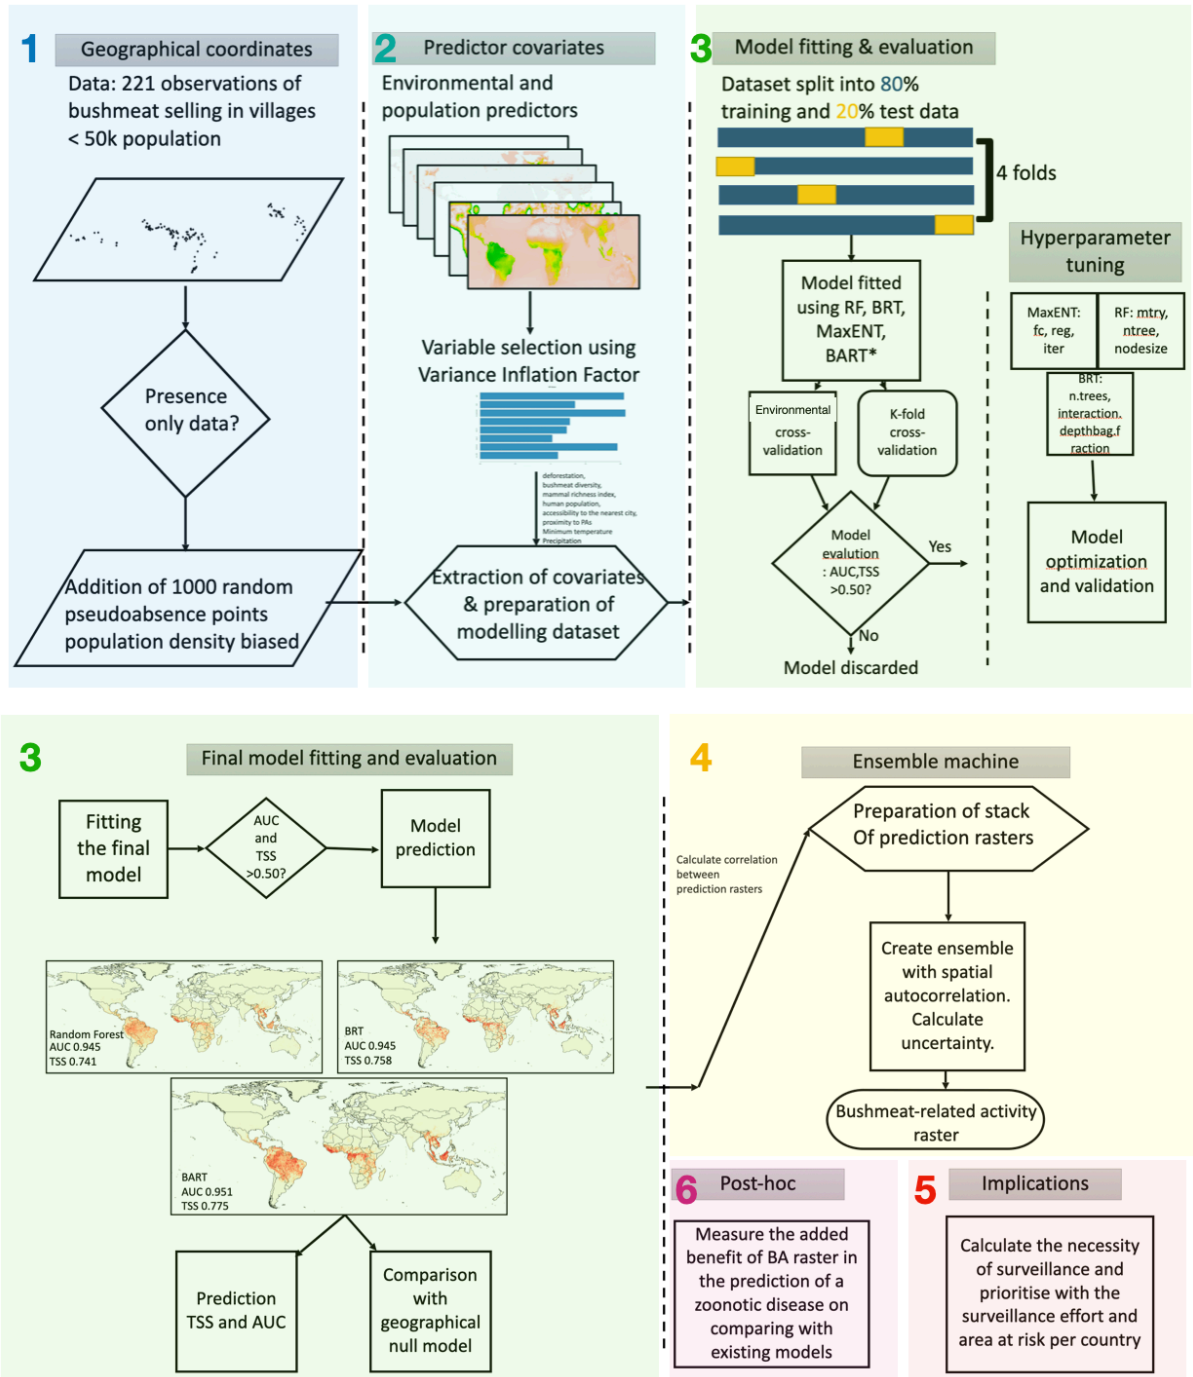 1
Geographical coordinates
Data: 221 observations of
bushmeat selling in villages
< 50k population
Presence
only data?
Addition of 1000 random
pseudoabsence points
population density biased
2
Predictor covariates
Environmental and
population predictors
Variable selection using
Variance Inflation Factor
deforestation,
bushmeat diversity,
mammal richness index,
human population,
accessibility to the nearest city,
proximity to PAs
Minimum temperature
Precipitation
Extraction of covariates
& preparation of
modelling dataset
3
Model fitting & evaluation
Dataset split into 80%
training and 20% test data
4 folds
Model fitted
using RF, BRT,
MaxENT,
BART*
Environmental
cross-
validation
K-fold
cross-
validation
Model
evalution
: AUC,TSS
>0.50?
Yes
No
Model discarded
Hyperparameter
tuning
MaxENT:
fc, reg,
iter
RF: mtry,
ntree,
nodesize
BRT:
n.trees,
interaction.
depthbag.f
raction
Model
optimization
and validation
3
Final model fitting and evaluation
Fitting
the final
model
AUC
and
TSS
>0.50?
Model
prediction
Random Forest
AUC 0.945
TSS 0.741
BRT
AUC 0.945
TSS 0.758
BART
AUC 0.951
TSS 0.775
Prediction
TSS and AUC
Comparison
with
geographical
null model
4
Ensemble machine
Calculate correlation
between
prediction rasters
Preparation of stack
Of prediction rasters
Create ensemble
with spatial
autocorrelation.
Calculate
uncertainty.
Bushmeat-related activity
raster
6
Post-hoc
Measure the added
benefit of BA raster in
the prediction of a
zoonotic disease on
comparing with
existing models
5
Implications
Calculate the necessity
of surveillance and
prioritise with the
surveillance effort and
area at risk per country